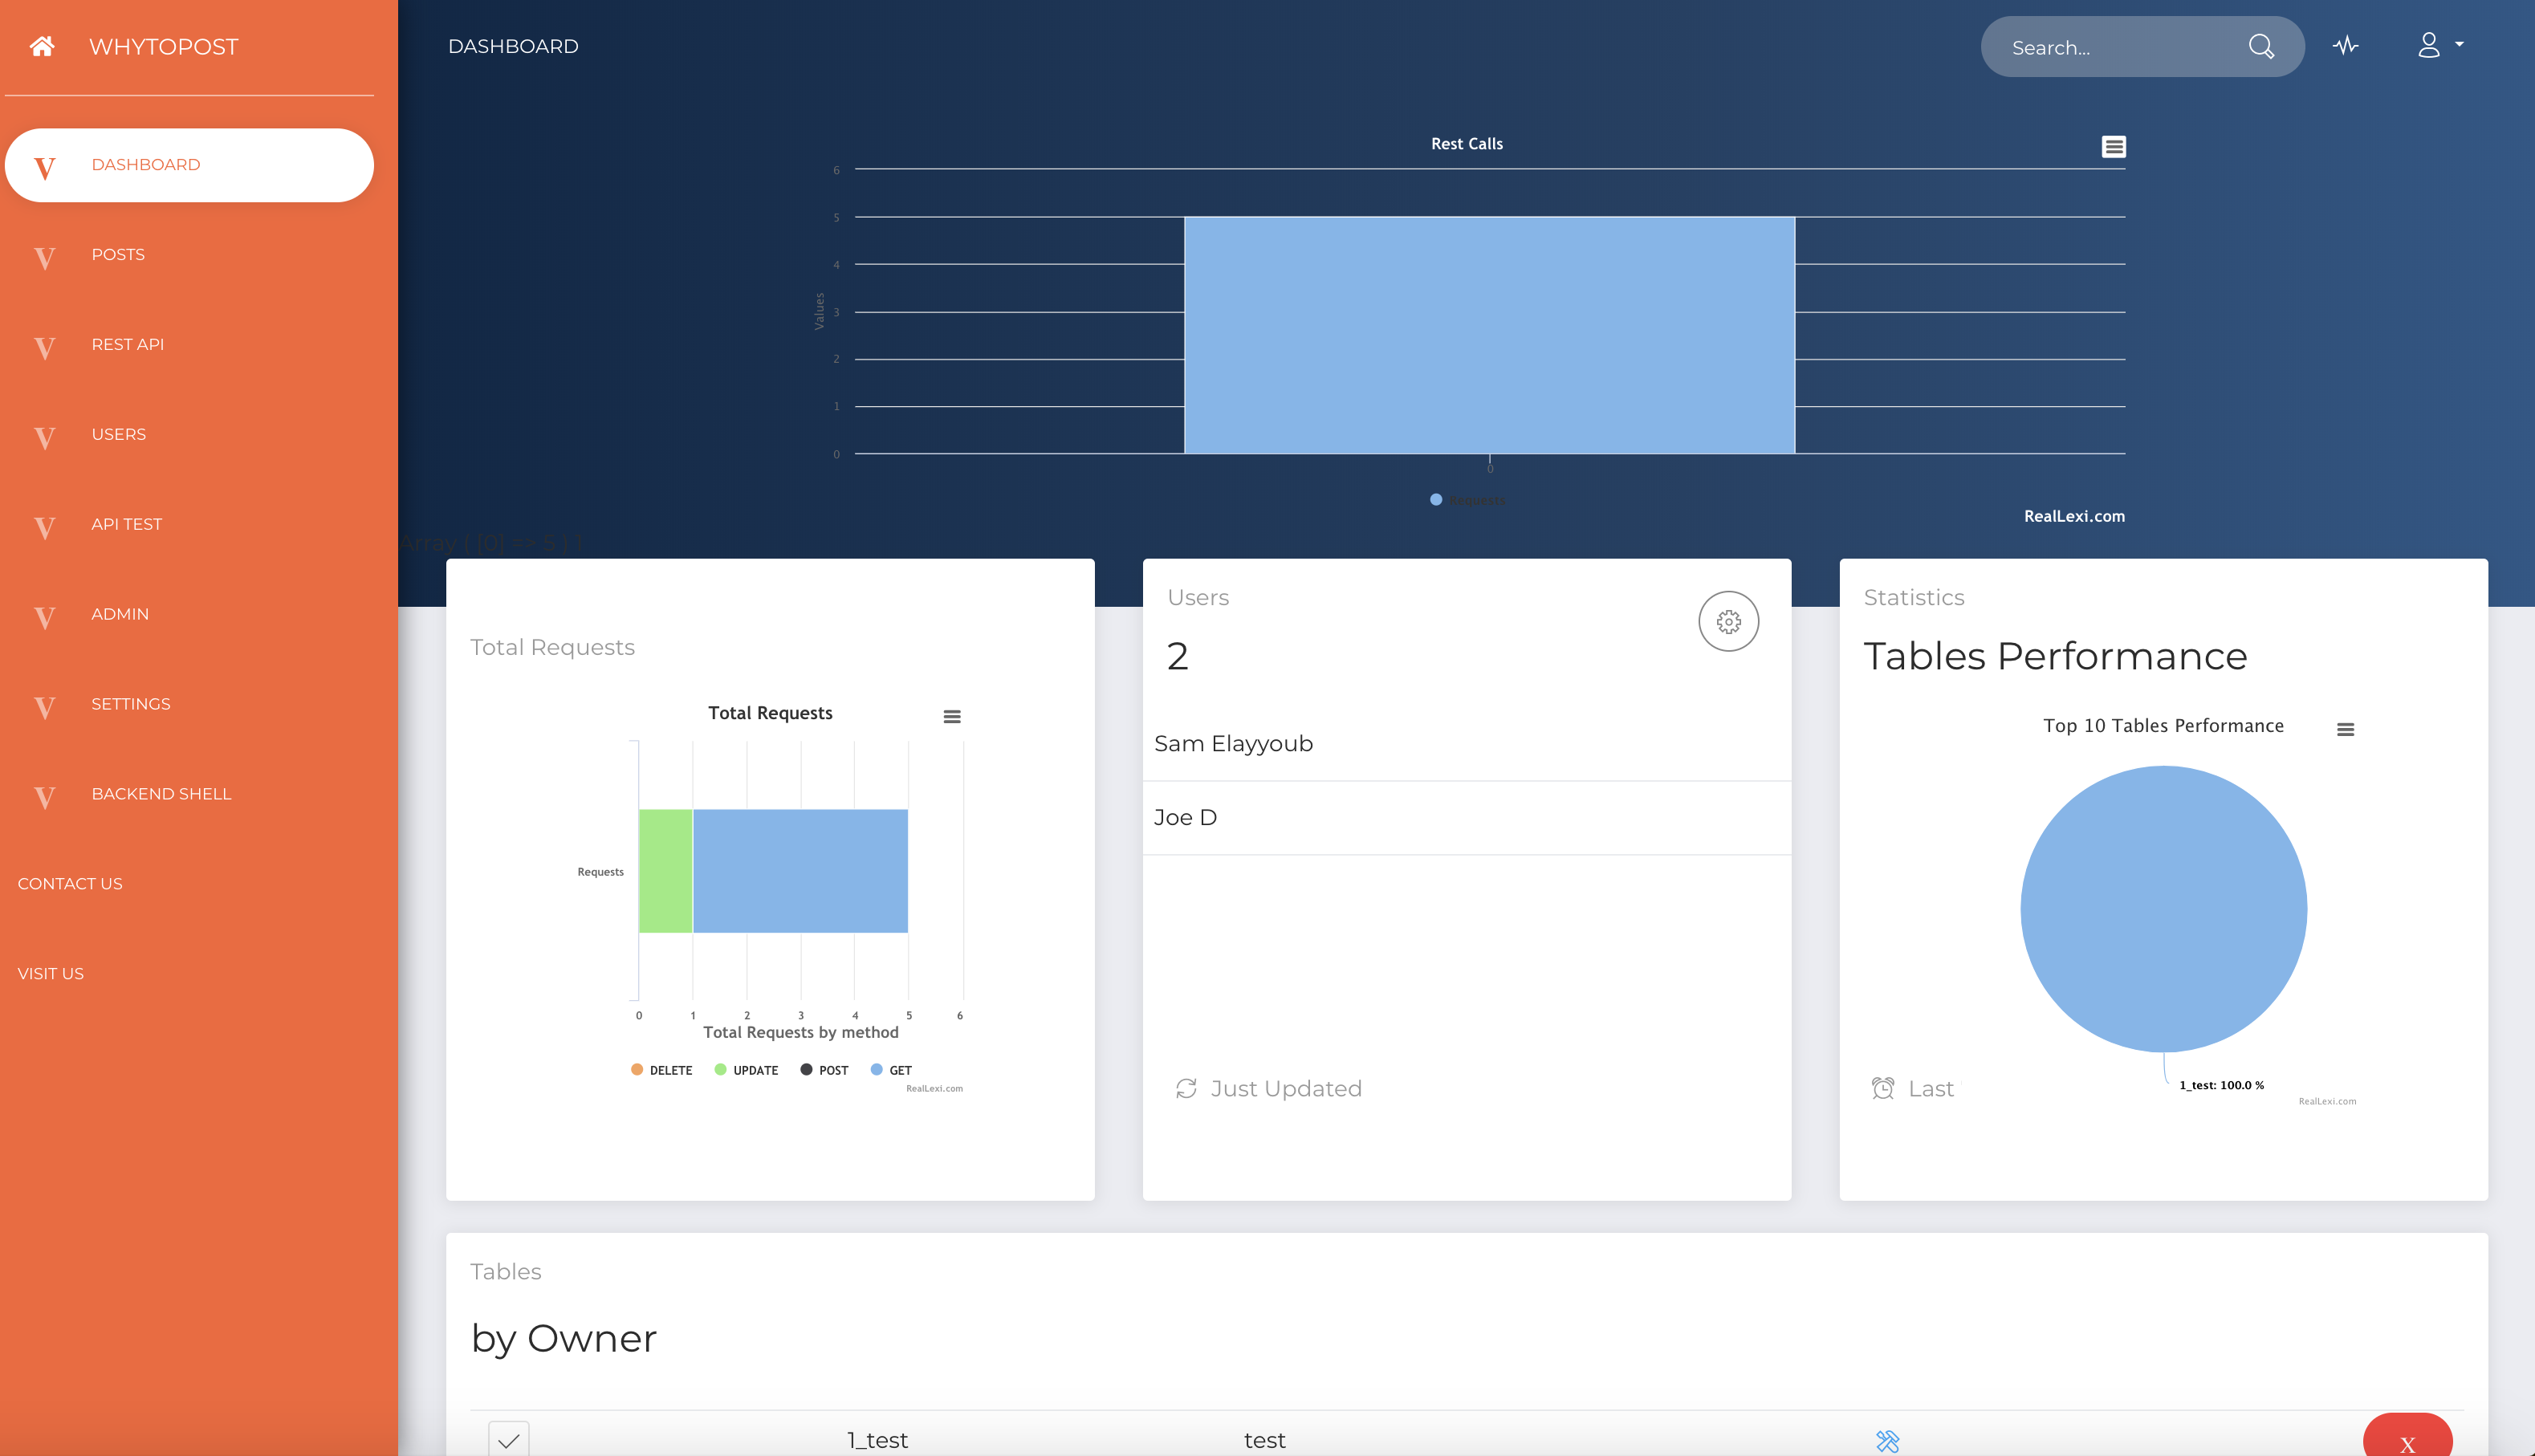 WHYTOPOST
DASHBOARD
POSTS
REST API
USERS
API TEST
ADMIN
SETTINGS
BACKEND SHELL
CONTACT US
VISIT US
DASHBOARD
Search...
Rest Calls
6
5
4
3
2
1
0
Values
0
Requests
RealLexi.com
Array ( [0] => 5 ) 1
Total Requests
Total Requests
Requests
0 1 2 3 4 5 6
Total Requests by method
DELETE UPDATE POST GET
RealLexi.com
Users
2
Sam Elayyoub
Joe D
Just Updated
Statistics
Tables Performance
Top 10 Tables Performance
1_test: 100.0 %
Last
RealLexi.com
Tables
by Owner
1_test test X